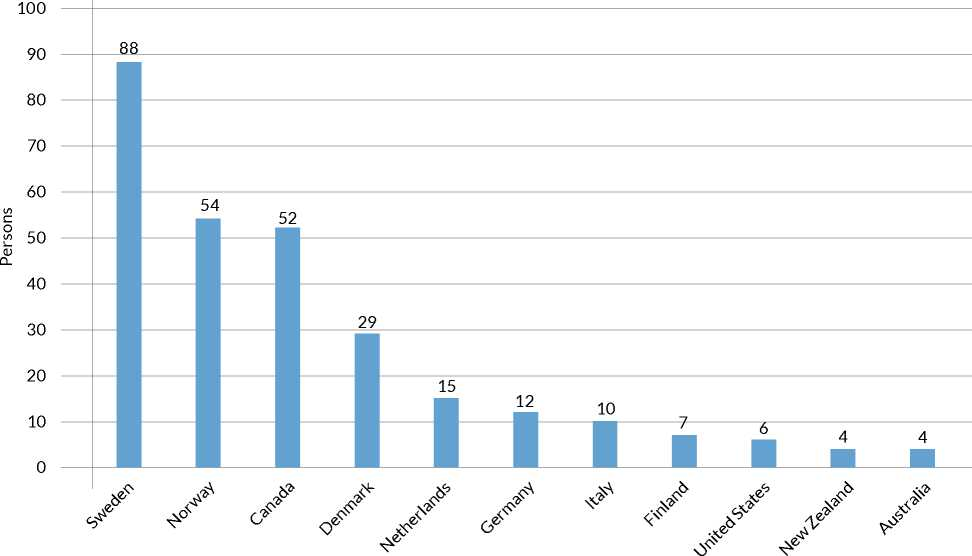 100
90
80
70
60
50
40
30
20
10
0
Persons
88
54
52
29
15
12
10
7
6
4
4
Sweden
Norway
Canada
Denmark
Netherlands
Germany
Italy
Finland
United States
New Zealand
Australia